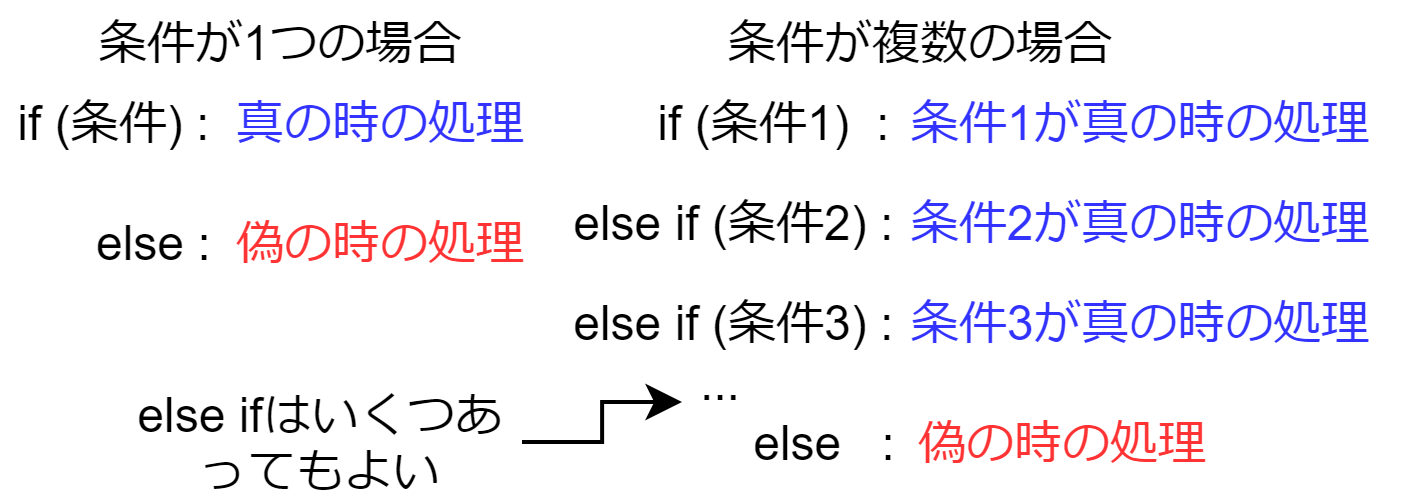 条件が1つの場合
if (条件) : 真の時の処理
else : 偽の時の処理
条件が複数の場合
if (条件1) : 条件1が真の時の処理
else if (条件2) : 条件2が真の時の処理
else if (条件3) : 条件3が真の時の処理
...
else : 偽の時の処理
else ifはいくつあ
ってもよい